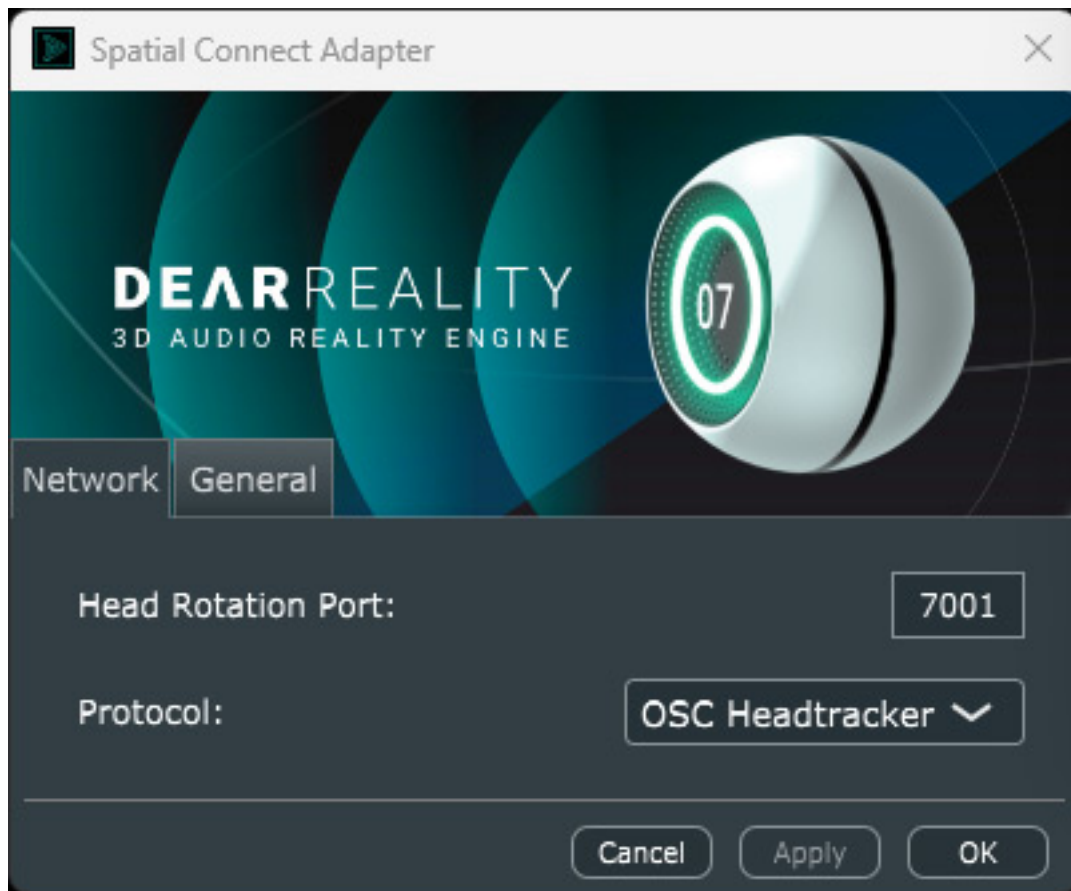 Spatial Connect Adapter
DEARREALITY
3D AUDIO REALITY ENGINE
07
Network General
Head Rotation Port: 7001
Protocol: OSC Headtracker
Cancel Apply OK